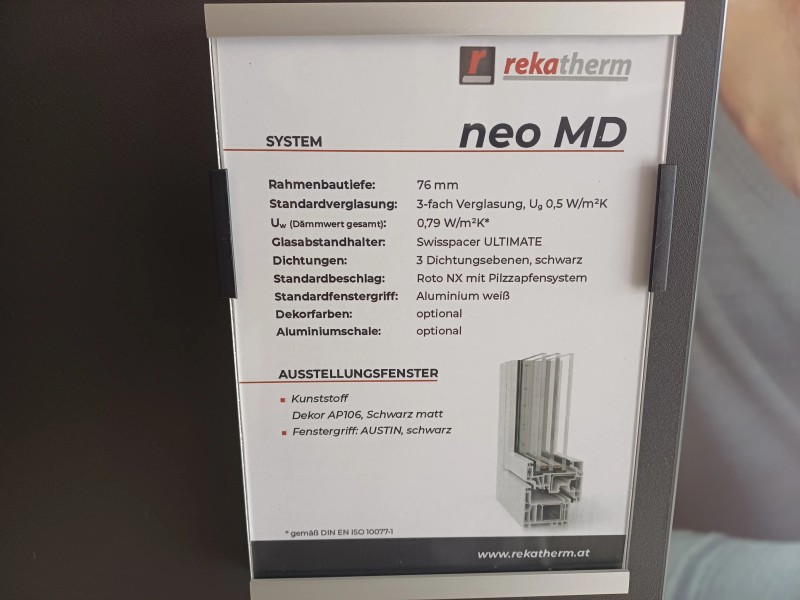 r rekatherm
SYSTEM neo MD
Rahmenbautiefe: 76 mm
Standardverglasung: 3-fach Verglasung, Ug 0,5 W/m²K
Uw (Dämmwert gesamt): 0,79 W/m²K*
Glasabstandhalter: Swisspacer ULTIMATE
Dichtungen: 3 Dichtungsebenen, schwarz
Standardbeschlag: Roto NX mit Pilzzapfensystem
Standardfenstergriff: Aluminium weiß
Dekorfarben: optional
Aluminiumschale: optional
AUSSTELLUNGSFENSTER
Kunststoff
Dekor AP106, Schwarz matt
Fenstergriff: AUSTIN, schwarz
* gemäß DIN EN ISO 10077-1
www.rekatherm.at